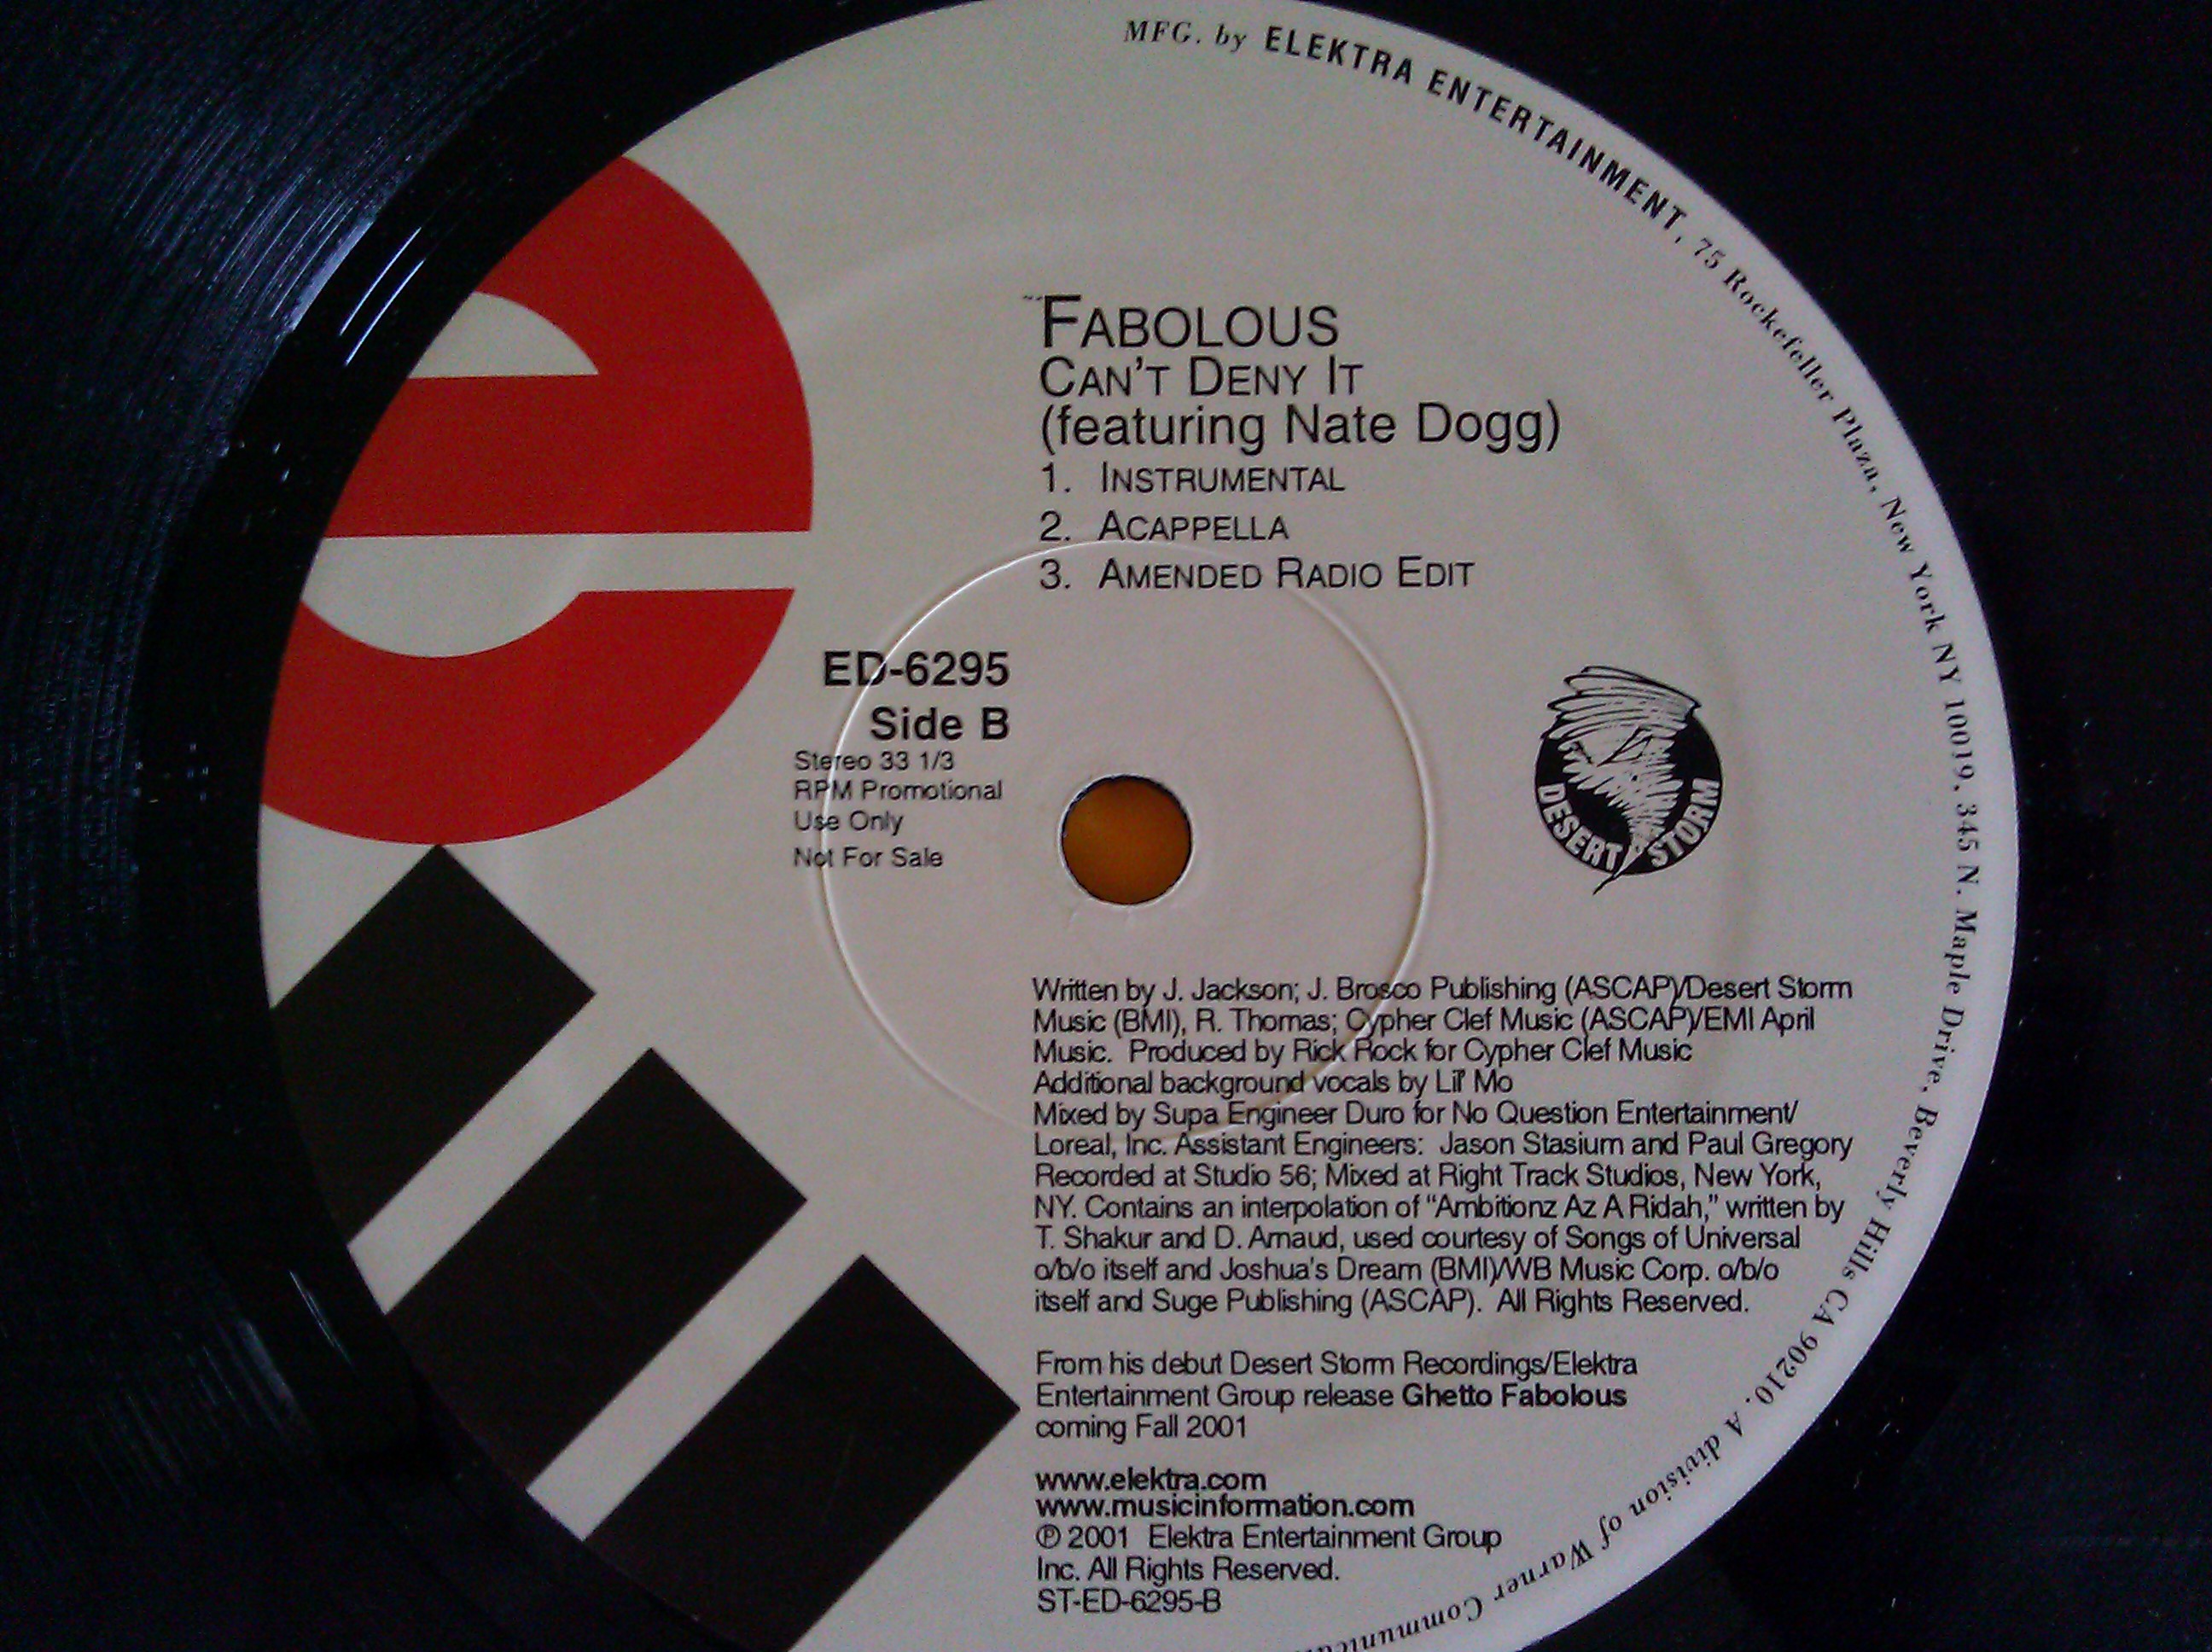 MFG. by ELEKTRA ENTERTAINMENT, 75 Rockefeller Plaza, New York NY 10019, 345 N. Maple Drive, Beverly Hills CA 90210. A division of Warner
FABOLOUS
CAN'T DENY IT
(featuring Nate Dogg)
1. INSTRUMENTAL
2. ACAPPELLA
3. AMENDED RADIO EDIT
ED-6295
Side B
Stereo 33 1/3
RPM Promotional
Use Only
Not For Sale
DESERT STORM
Written by J. Jackson; J. Brosco Publishing (ASCAP)/Desert Storm
Music (BMI), R. Thomas; Cypher Clef Music (ASCAP)/EMI April
Music. Produced by Rick Rock for Cypher Clef Music
Additional background vocals by Lil' Mo
Mixed by Supa Engineer Duro for No Question Entertainment/
Loreal, Inc. Assistant Engineers: Jason Stasium and Paul Gregory
Recorded at Studio 56; Mixed at Right Track Studios, New York,
NY. Contains an interpolation of “Ambitionz Az A Ridah,” written by
T. Shakur and D. Arnaud, used courtesy of Songs of Universal
o/b/o itself and Joshua's Dream (BMI)/WB Music Corp. o/b/o
itself and Suge Publishing (ASCAP). All Rights Reserved.
From his debut Desert Storm Recordings/Elektra
Entertainment Group release Ghetto Fabolous
coming Fall 2001
www.elektra.com
www.musicinformation.com
℗ 2001 Elektra Entertainment Group
Inc. All Rights Reserved.
ST-ED-6295-B